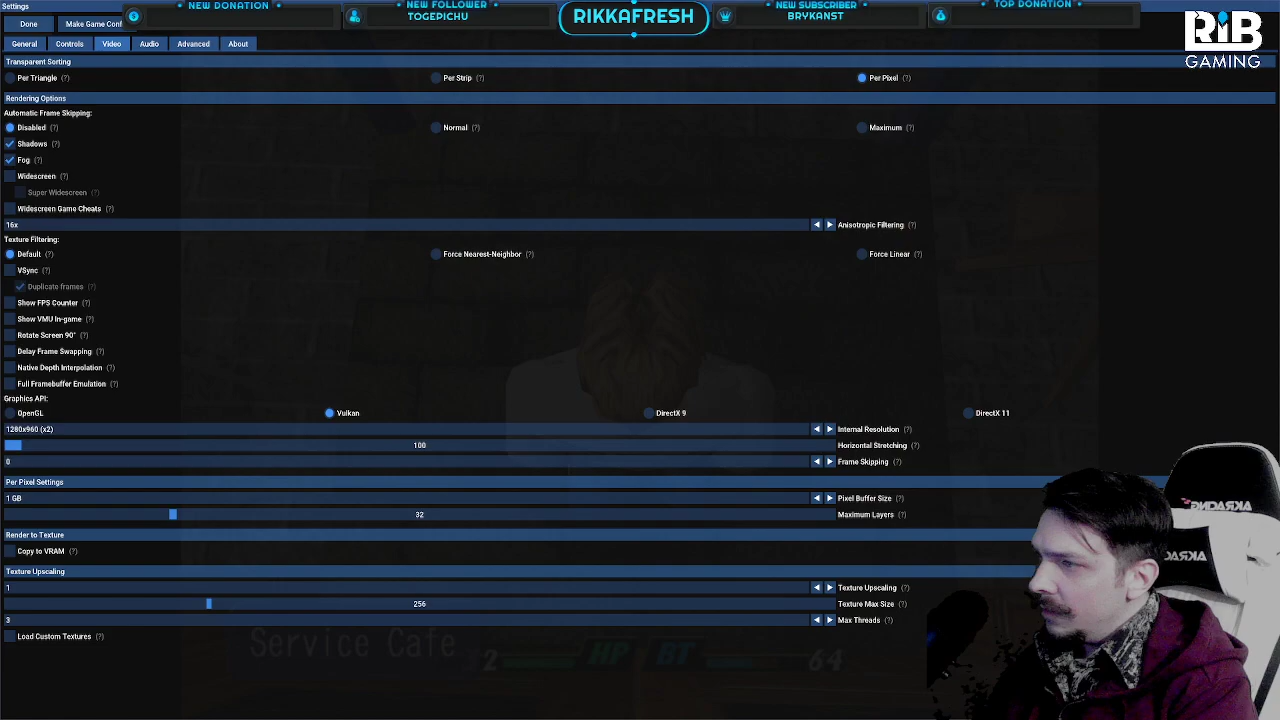 Settings
NEW DONATION
NEW FOLLOWER
TOGEPICHU
RIKKAFRESH
NEW SUBSCRIBER
BRYKANST
TOP DONATION
RIB
GAMING
Done
Make Game Conf
General
Controls
Video
Audio
Advanced
About
Transparent Sorting
Per Triangle (?)
Per Strip (?)
Per Pixel (?)
Rendering Options
Automatic Frame Skipping:
Disabled (?)
Normal (?)
Maximum (?)
Shadows (?)
Fog (?)
Widescreen (?)
Super Widescreen (?)
Widescreen Game Cheats (?)
16x
Anisotropic Filtering (?)
Texture Filtering:
Default (?)
Force Nearest-Neighbor (?)
Force Linear (?)
VSync (?)
Duplicate frames (?)
Show FPS Counter (?)
Show VMU In-game (?)
Rotate Screen 90° (?)
Delay Frame Swapping (?)
Native Depth Interpolation (?)
Full Framebuffer Emulation (?)
Graphics API:
OpenGL
Vulkan
DirectX 9
DirectX 11
1280x960 (x2)
Internal Resolution (?)
100
Horizontal Stretching (?)
0
Frame Skipping (?)
Per Pixel Settings
1 GB
Pixel Buffer Size (?)
32
Maximum Layers (?)
Render to Texture
Copy to VRAM (?)
Texture Upscaling
1
Texture Upscaling (?)
256
Texture Max Size (?)
3
Max Threads (?)
Load Custom Textures (?)
Service Cafe
HP
BT
64
AKRACING